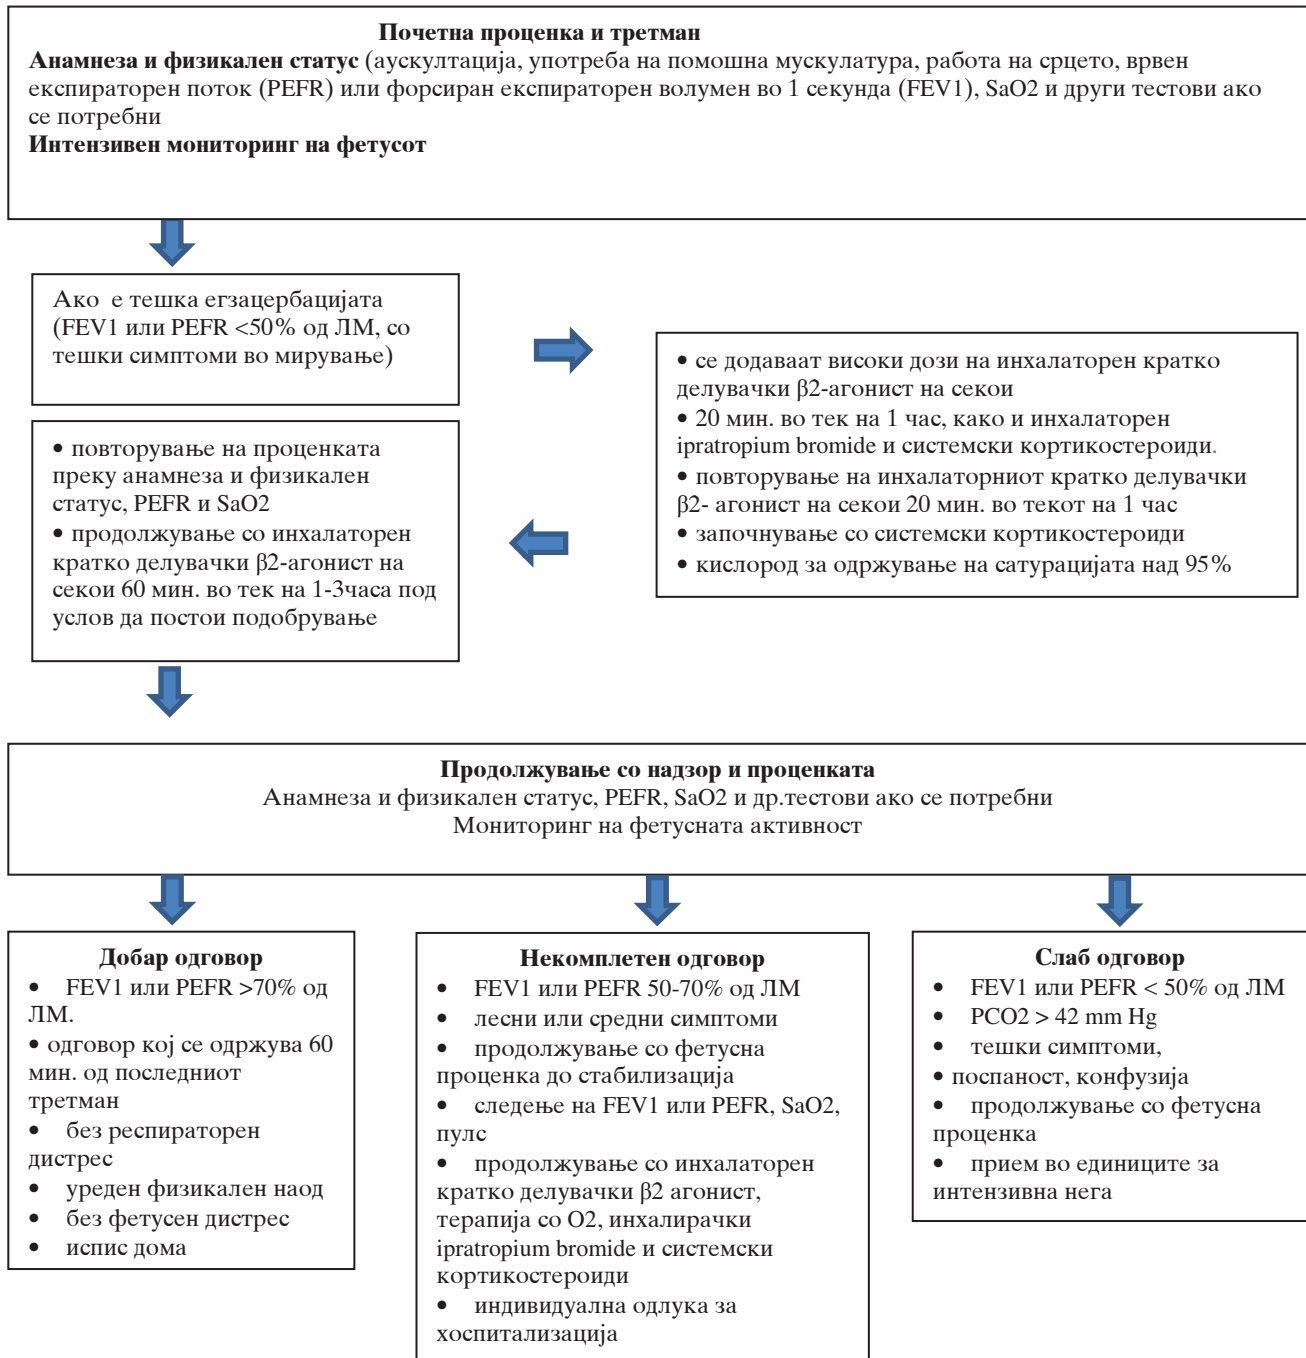 Почетна проценка и третман
Анамнеза и физикален статус (аускултација, употреба на помошна мускулатура, работа на срцето, врвен
експираторен поток (PEFR) или форсиран експираторен волумен во 1 секунда (FEV1), SaO2 и други тестови ако
се потребни
Интензивен мониторинг на фетусот
Ако е тешка егзацербацијата
(FEV1 или PEFR <50% од ЛМ, со
тешки симптоми во мирување)
• се додаваат високи дози на инхалаторен кратко
делувачки β2-агонист на секои
• 20 мин. во тек на 1 час, како и инхалаторен
ipratropium bromide и системски кортикостероиди.
• повторување на инхалаторниот кратко делувачки
β2- агонист на секои 20 мин. во текот на 1 час
• започнување со системски кортикостероиди
• кислород за одржување на сатурацијата над 95%
• повторување на проценката
преку анамнеза и физикален
статус, PEFR и SaO2
• продолжување со инхалаторен
кратко делувачки β2-агонист на
секои 60 мин. во тек на 1-3часа под
услов да постои подобрување
Продолжување со надзор и проценката
Анамнеза и физикален статус, PEFR, SaO2 и др.тестови ако се потребни
Мониторинг на фетусната активност
Добар одговор
• FEV1 или PEFR >70% од
ЛМ.
• одговор кој се одржува 60
мин. од последниот
третман
• без респираторен
дистрес
• уреден физикален наод
• без фетусен дистрес
• испис дома
Некомплетен одговор
• FEV1 или PEFR 50-70% од ЛМ
• лесни или средни симптоми
• продолжување со фетусна
проценка до стабилизација
• следење на FEV1 или PEFR, SaO2,
пулс
• продолжување со инхалаторен
кратко делувачки β2 агонист,
терапија со О2, инхалирачки
ipratropium bromide и системски
кортикостероиди
• индивидуална одлука за
хоспитализација
Слаб одговор
• FEV1 или PEFR < 50% од ЛМ
• PCO2 > 42 mm Hg
• тешки симптоми,
• поспаност, конфузија
• продолжување со фетусна
проценка
• прием во единиците за
интензивна нега